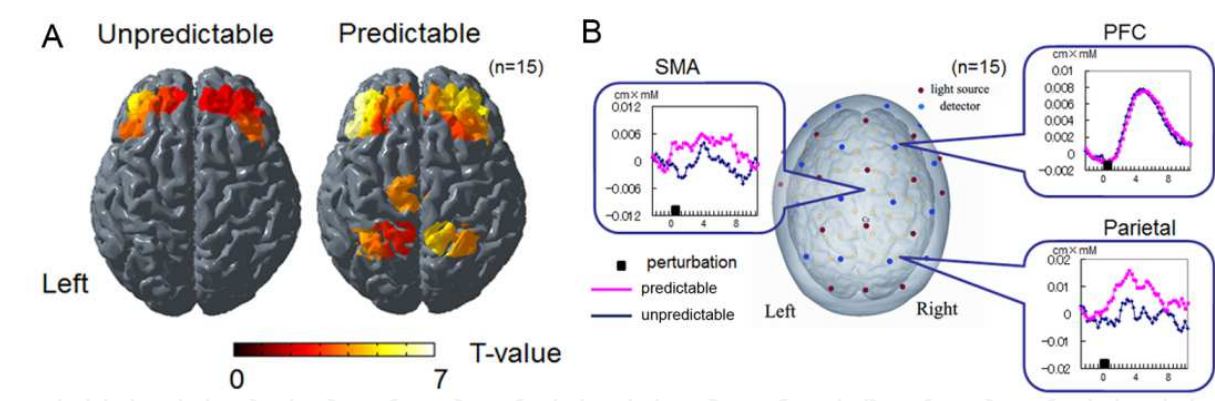 A
Unpredictable
Predictable
(n=15)
Left
0
7
T-value
B
SMA
cm×mM
0.012
0.006
0
−0.006
−0.012
0
4
8
(n=15)
light source
detector
PFC
cm×mM
0.01
0.008
0.006
0.004
0.002
0
−0.002
0
4
8
Cz
perturbation
predictable
unpredictable
Left
Right
Parietal
cm×mM
0.02
0.01
0
−0.01
−0.02
0
4
8